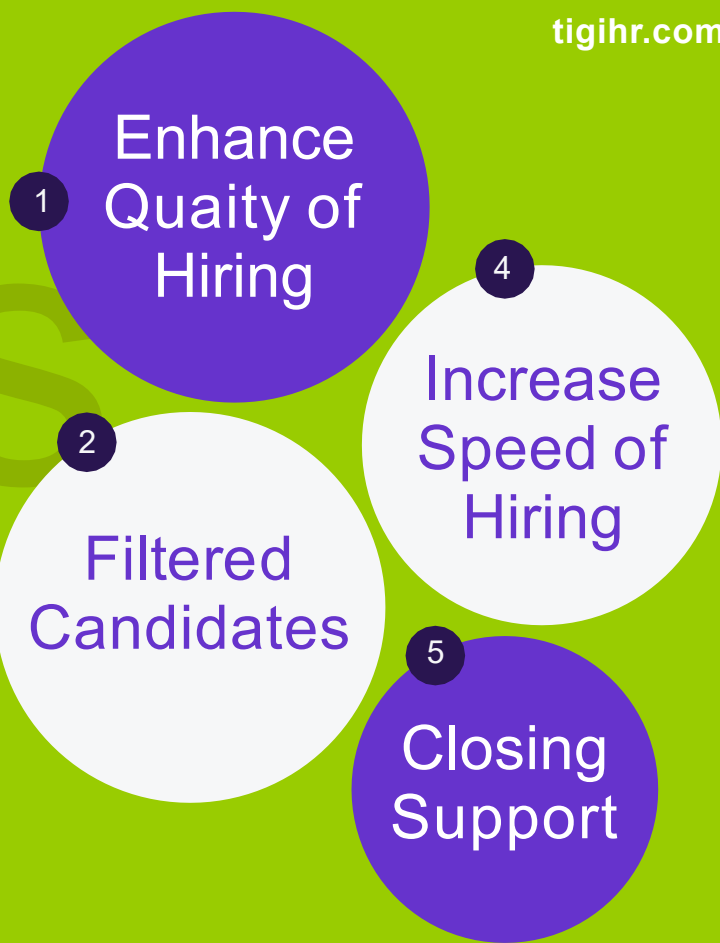 tigihr.com
1
Enhance
Quaity of
Hiring
2
Filtered
Candidates
4
Increase
Speed of
Hiring
5
Closing
Support